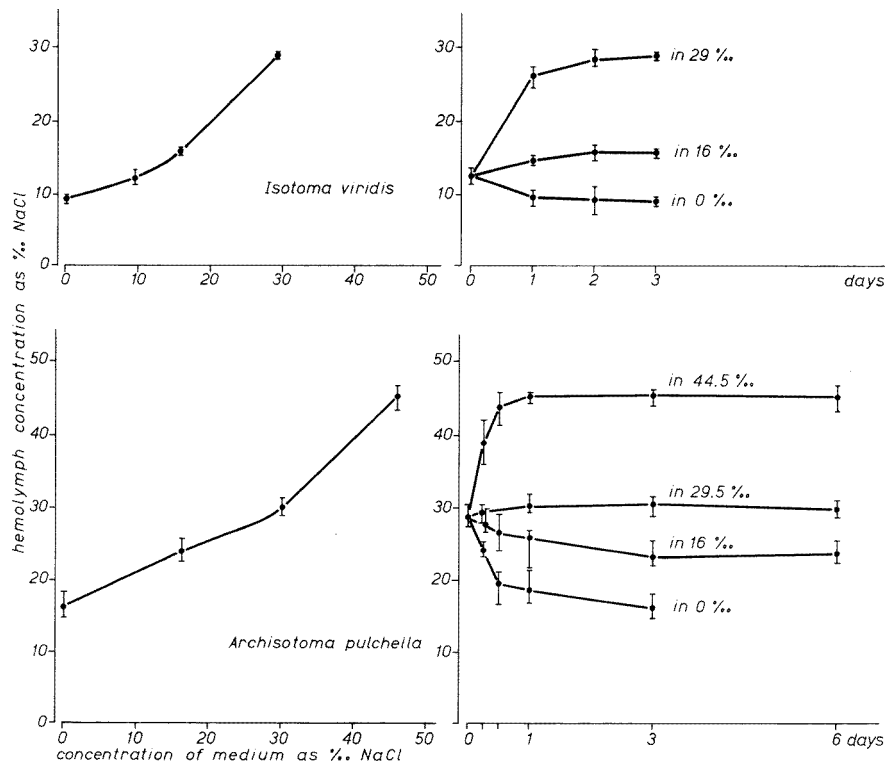 hemolymph concentration as ‰ NaCl
30
20
10
0
0 10 20 30 40 50
Isotoma viridis
30
20
10
0 1 2 3 days
in 29 ‰
in 16 ‰
in 0 ‰
50
40
30
20
10
0
0 10 20 30 40 50
Archisotoma pulchella
concentration of medium as ‰ NaCl
50
40
30
20
10
0 1 3 6 days
in 44.5 ‰
in 29.5 ‰
in 16 ‰
in 0 ‰